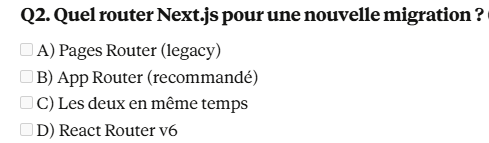 Q2. Quel router Next.js pour une nouvelle migration ?
A) Pages Router (legacy)
B) App Router (recommandé)
C) Les deux en même temps
D) React Router v6